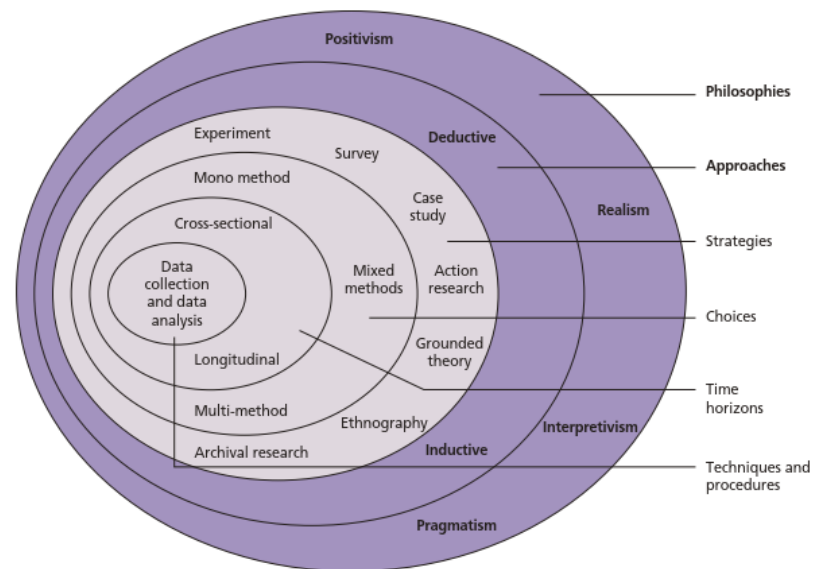 Positivism
Philosophies
Experiment
Deductive
Survey
Approaches
Mono method
Case
study
Realism
Cross-sectional
Strategies
Data
collection
and data
analysis
Mixed
methods
Action
research
Choices
Grounded
theory
Longitudinal
Time
horizons
Multi-method
Ethnography
Interpretivism
Archival research
Inductive
Techniques and
procedures
Pragmatism